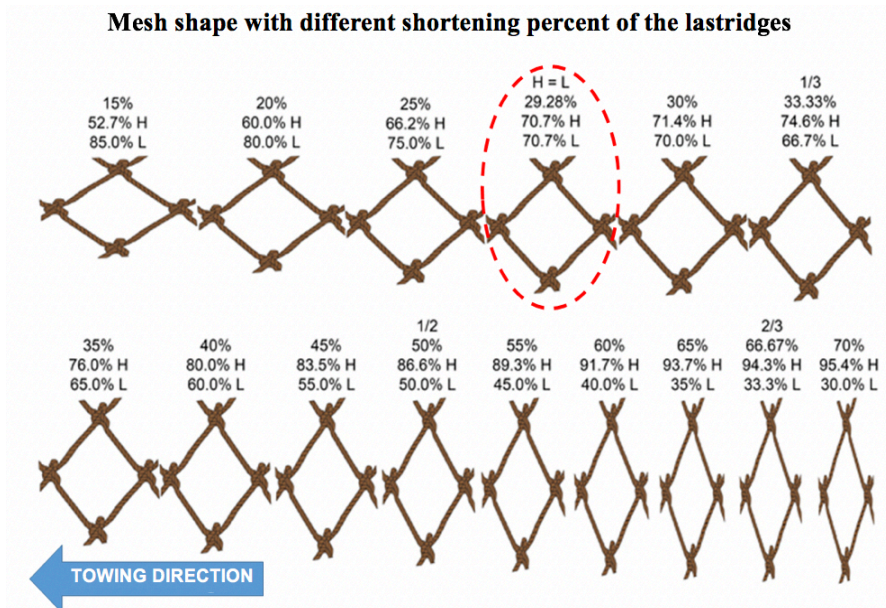 Mesh shape with different shortening percent of the lastridges
15%
52.7% H
85.0% L
20%
60.0% H
80.0% L
25%
66.2% H
75.0% L
H = L
29.28%
70.7% H
70.7% L
30%
71.4% H
70.0% L
1/3
33.33%
74.6% H
66.7% L
35%
76.0% H
65.0% L
40%
80.0% H
60.0% L
45%
83.5% H
55.0% L
1/2
50%
86.6% H
50.0% L
55%
89.3% H
45.0% L
60%
91.7% H
40.0% L
65%
93.7% H
35% L
2/3
66.67%
94.3% H
33.3% L
70%
95.4% H
30.0% L
TOWING DIRECTION